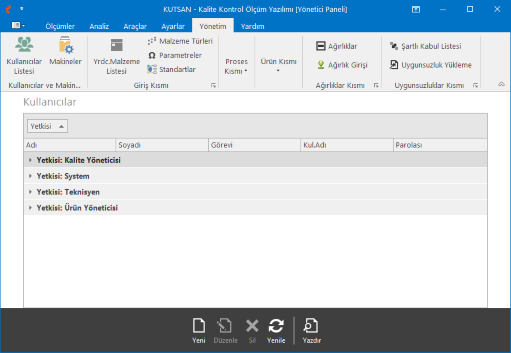 KUTSAN - Kalite Kontrol Ölçüm Yazılımı [Yönetici Paneli]
Ölçümler Analiz Araçlar Ayarlar Yönetim Yardım
Kullanıcılar Listesi
Makineler
Kullanıcılar ve Makin...
Yrdc.Malzeme Listesi
Malzeme Türleri
Parametreler
Standartlar
Giriş Kısmı
Proses Kısmı
Ürün Kısmı
Ağırlıklar
Ağırlık Girişi
Ağırlıklar Kısmı
Şartlı Kabul Listesi
Uygunsuzluk Yükleme
Uygunsuzluklar Kısmı
Kullanıcılar
Yetkisi
Adı Soyadı Görevi Kul.Adı Parolası
Yetkisi: Kalite Yöneticisi
Yetkisi: System
Yetkisi: Teknisyen
Yetkisi: Ürün Yöneticisi
Yeni Düzenle Sil Yenile Yazdır